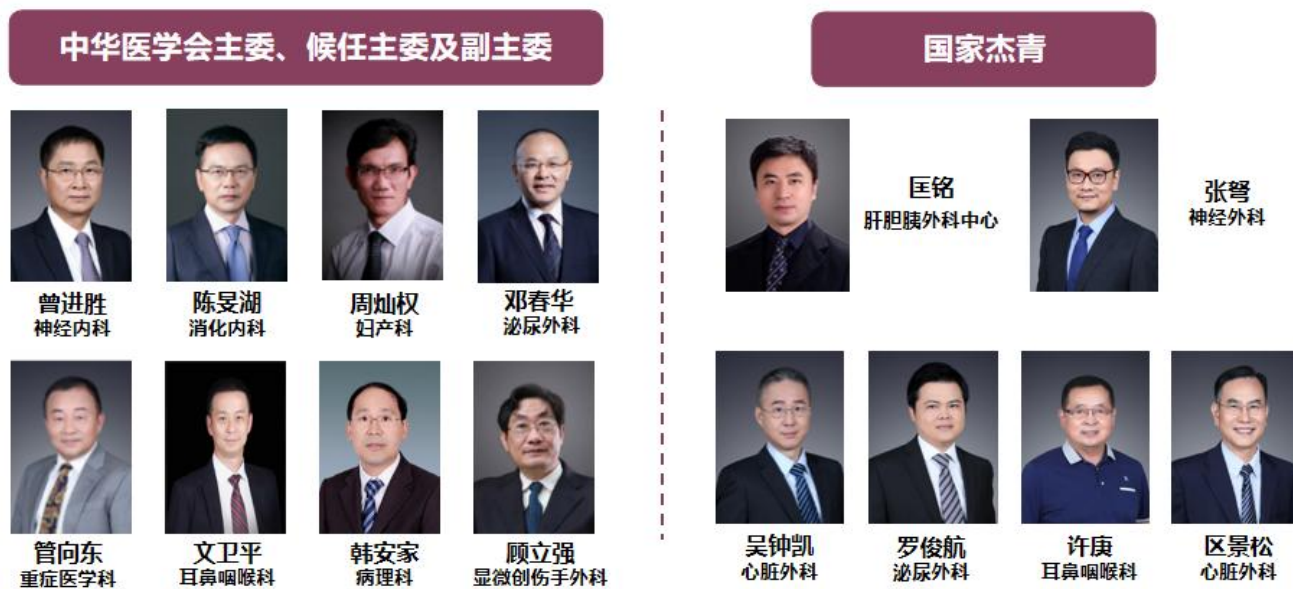 中华医学会主委、候任主委及副主委
国家杰青
曾进胜
神经内科
陈旻湖
消化内科
周灿权
妇产科
邓春华
泌尿外科
匡铭
肝胆胰外科中心
张弩
神经外科
管向东
重症医学科
文卫平
耳鼻咽喉科
韩安家
病理科
顾立强
显微创伤手外科
吴钟凯
心脏外科
罗俊航
泌尿外科
许庚
耳鼻咽喉科
区景松
心脏外科